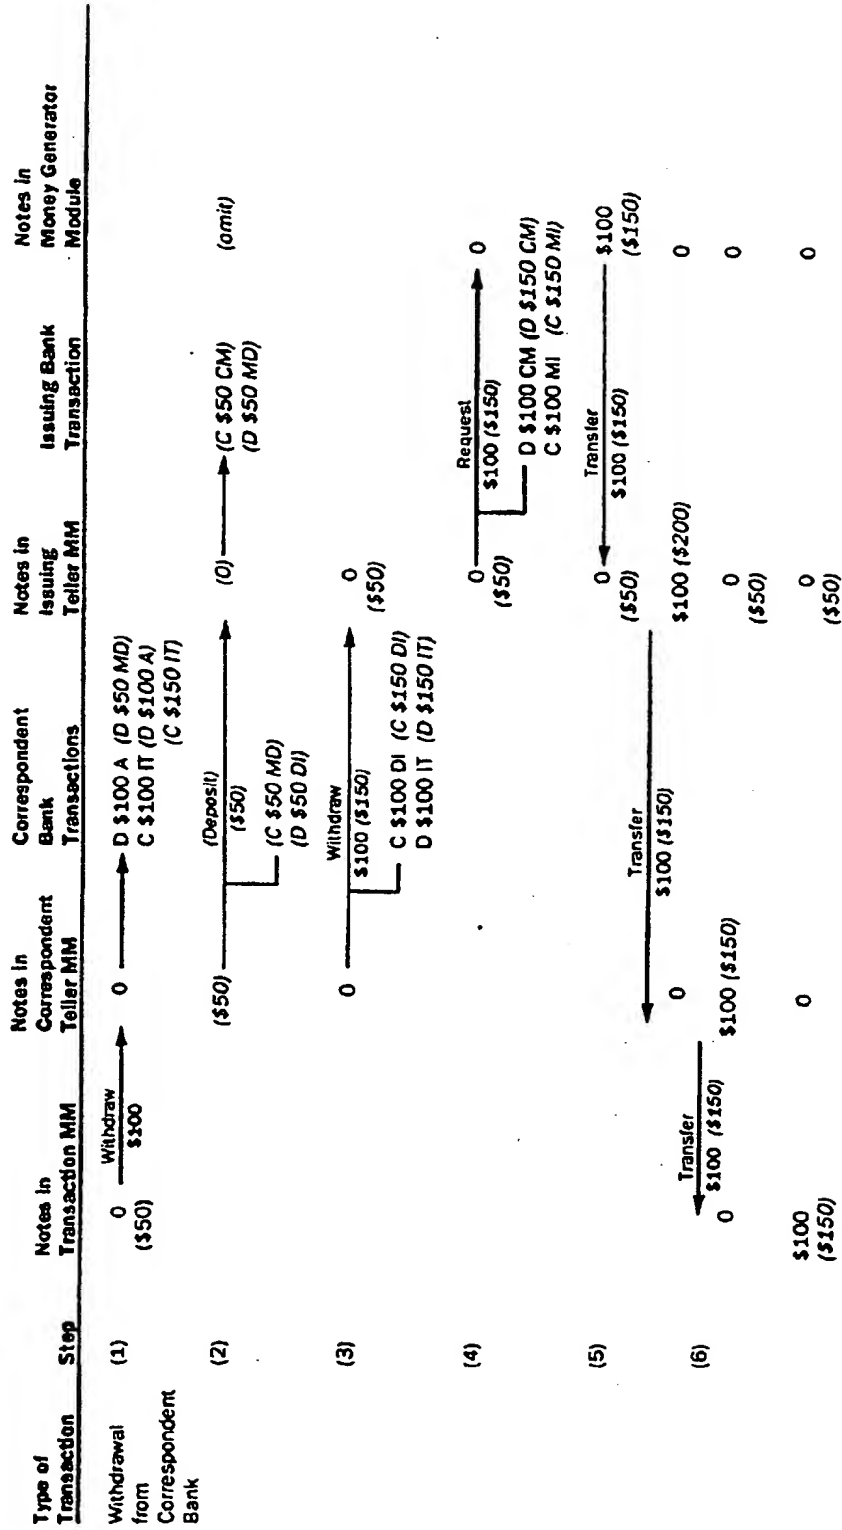 Type of
Transaction
Step
Notes in
Transaction MM
Notes in
Correspondent
Teller MM
Correspondent
Bank
Transactions
Notes in
Issuing
Teller MM
Issuing Bank
Transaction
Notes in
Money Generator
Module
Withdrawal
from
Correspondent
Bank
(1)
0
($50)
Withdraw
$100
0
D $100 A (D $50 MD)
C $100 IT (D $100 A)
(C $150 IT)
(2)
($50)
(Deposit)
($50)
(C $50 MD)
(D $50 DI)
(0)
(C $50 CM)
(D $50 MD)
(omit)
(3)
0
Withdraw
$100 ($150)
C $100 DI (C $150 DI)
D $100 IT (D $150 IT)
0
($50)
(4)
0
($50)
Request
$100 ($150)
D $100 CM (D $150 CM)
C $100 MI (C $150 MI)
0
(5)
0
($50)
Transfer
$100 ($150)
$100
($150)
Transfer
$100 ($150)
0
$100 ($200)
0
(6)
Transfer
$100 ($150)
0
$100 ($150)
0
($50)
0
$100
($150)
0
0
($50)
0